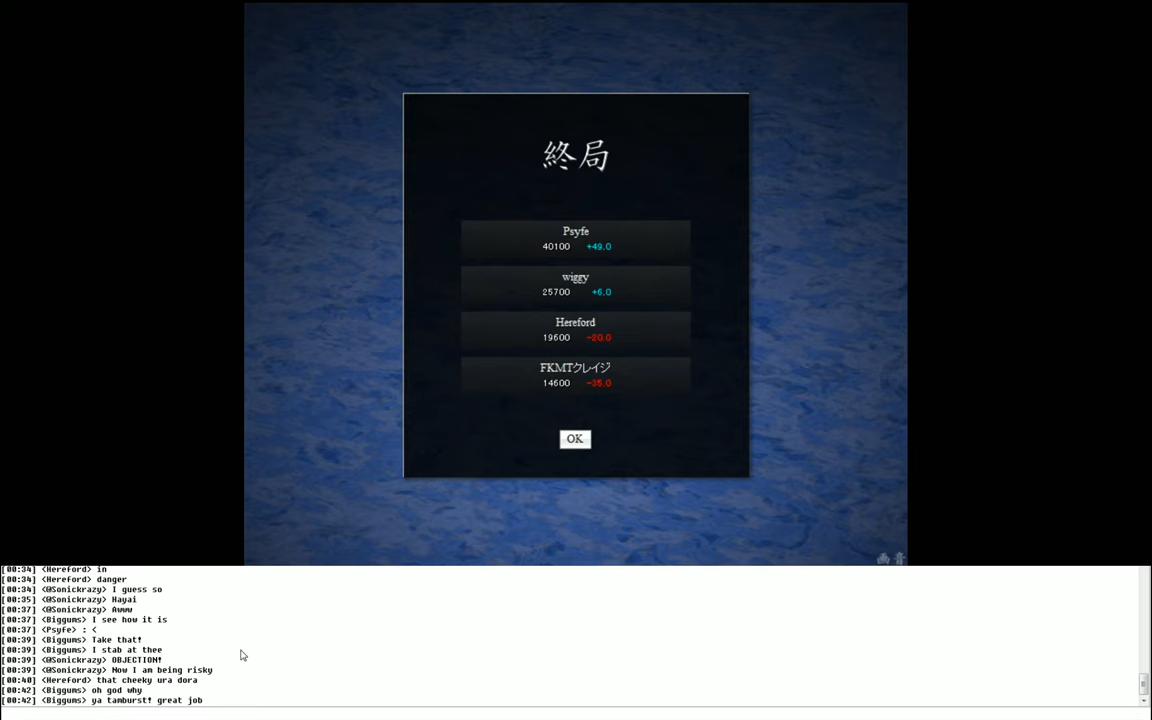 終局
Psyfe
40100 +49.0
wiggy
25700 +6.0
Hereford
19600 -20.0
FKMTクレイジ
14600 -35.0
OK
画 音
[00:34] <Hereford> in
[00:34] <Hereford> danger
[00:34] <@Sonickrazy> I guess so
[00:35] <@Sonickrazy> Hayai
[00:37] <@Sonickrazy> Awww
[00:37] <Biggums> I see how it is
[00:37] <Psyfe> : <
[00:39] <Biggums> Take that!
[00:39] <Biggums> I stab at thee
[00:39] <@Sonickrazy> OBJECTION!
[00:39] <@Sonickrazy> Now I am being risky
[00:40] <Hereford> that cheeky ura dora
[00:42] <Biggums> oh god why
[00:42] <Biggums> ya tamburst! great job